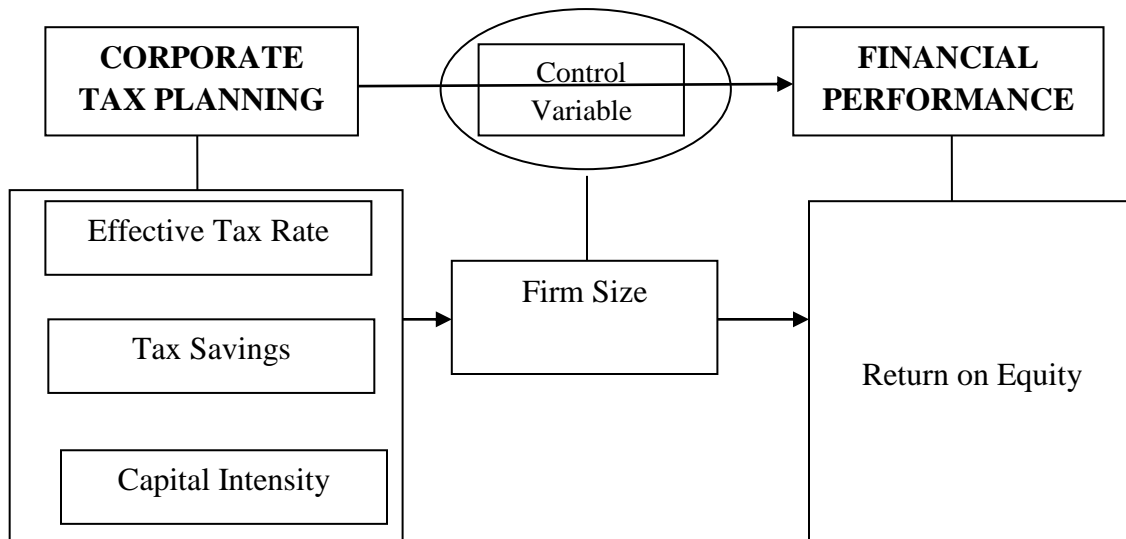 CORPORATE
TAX PLANNING
Control
Variable
FINANCIAL
PERFORMANCE
Effective Tax Rate
Firm Size
Tax Savings
Return on Equity
Capital Intensity